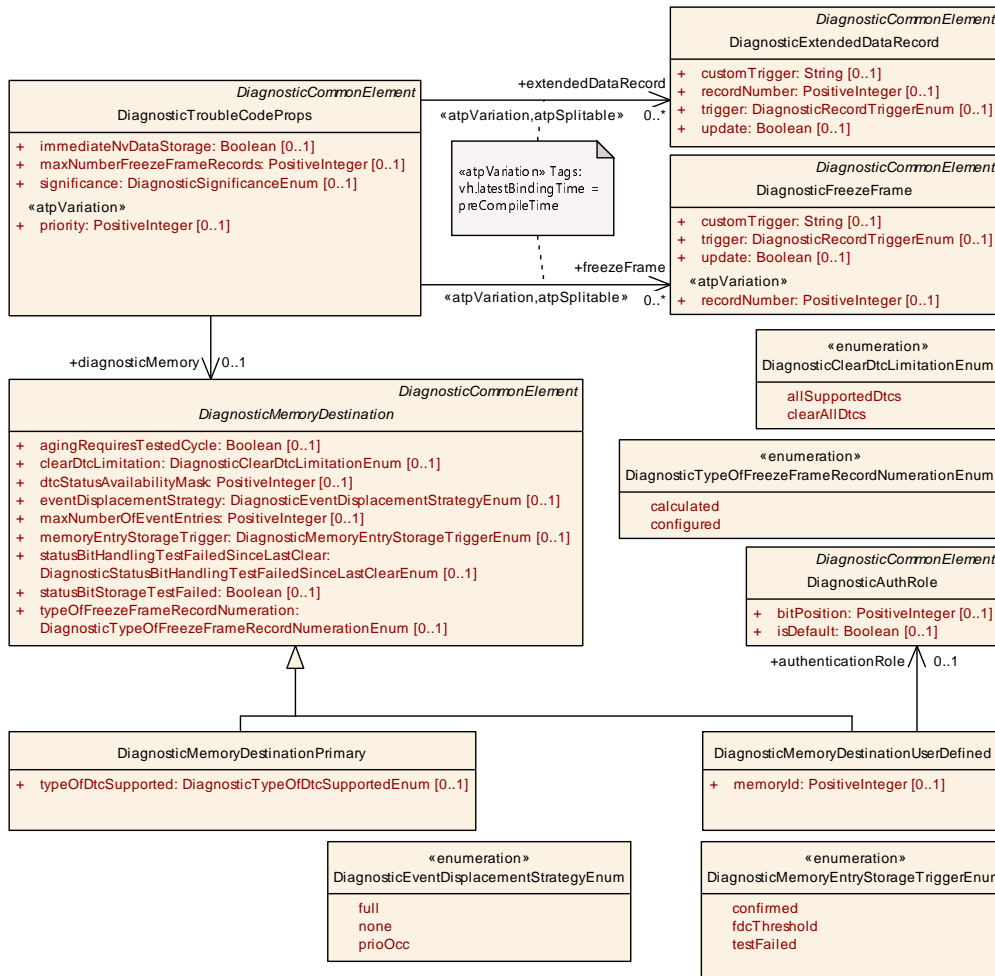 DiagnosticCommonElement
DiagnosticExtendedDataRecord
+ customTrigger: String [0..1]
+ recordNumber: PositiveInteger [0..1]
+ trigger: DiagnosticRecordTriggerEnum [0..1]
+ update: Boolean [0..1]
DiagnosticCommonElement
DiagnosticTroubleCodeProps
+ immediateNvDataStorage: Boolean [0..1]
+ maxNumberFreezeFrameRecords: PositiveInteger [0..1]
+ significance: DiagnosticSignificanceEnum [0..1]
«atpVariation»
+ priority: PositiveInteger [0..1]
+extendedDataRecord
«atpVariation,atpSplitable» 0..*
«atpVariation» Tags:
vh.latestBindingTime =
preCompileTime
+freezeFrame
«atpVariation,atpSplitable» 0..*
DiagnosticCommonElement
DiagnosticFreezeFrame
+ customTrigger: String [0..1]
+ trigger: DiagnosticRecordTriggerEnum [0..1]
+ update: Boolean [0..1]
«atpVariation»
+ recordNumber: PositiveInteger [0..1]
+diagnosticMemory 0..1
DiagnosticCommonElement
DiagnosticMemoryDestination
+ agingRequiresTestedCycle: Boolean [0..1]
+ clearDtcLimitation: DiagnosticClearDtcLimitationEnum [0..1]
+ dtcStatusAvailabilityMask: PositiveInteger [0..1]
+ eventDisplacementStrategy: DiagnosticEventDisplacementStrategyEnum [0..1]
+ maxNumberOfEventEntries: PositiveInteger [0..1]
+ memoryEntryStorageTrigger: DiagnosticMemoryEntryStorageTriggerEnum [0..1]
+ statusBitHandlingTestFailedSinceLastClear:
DiagnosticStatusBitHandlingTestFailedSinceLastClearEnum [0..1]
+ statusBitStorageTestFailed: Boolean [0..1]
+ typeOfFreezeFrameRecordNumeration:
DiagnosticTypeOfFreezeFrameRecordNumerationEnum [0..1]
«enumeration»
DiagnosticClearDtcLimitationEnum
allSupportedDtcs
clearAllDtcs
«enumeration»
DiagnosticTypeOfFreezeFrameRecordNumerationEnum
calculated
configured
DiagnosticCommonElement
DiagnosticAuthRole
+ bitPosition: PositiveInteger [0..1]
+ isDefault: Boolean [0..1]
+authenticationRole 0..1
DiagnosticMemoryDestinationPrimary
+ typeOfDtcSupported: DiagnosticTypeOfDtcSupportedEnum [0..1]
DiagnosticMemoryDestinationUserDefined
+ memoryId: PositiveInteger [0..1]
«enumeration»
DiagnosticEventDisplacementStrategyEnum
full
none
prioOcc
«enumeration»
DiagnosticMemoryEntryStorageTriggerEnum
confirmed
fdcThreshold
testFailed